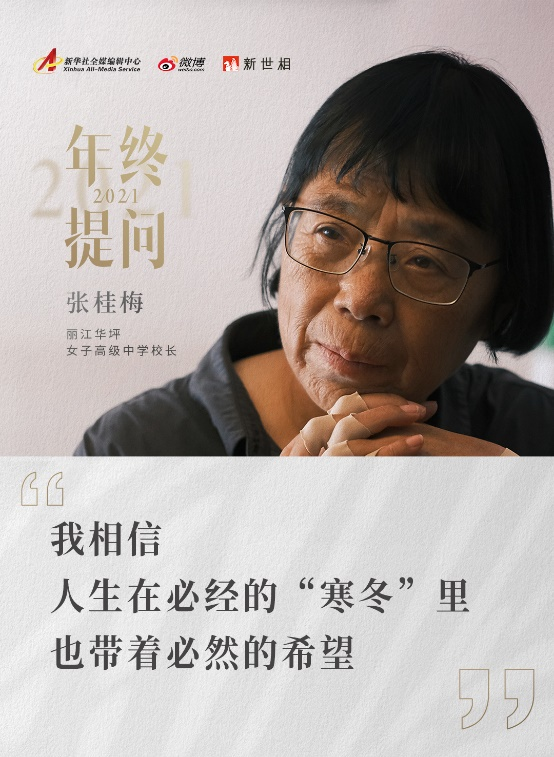 新华社全媒编辑中心
Xinhua All-Media Service
微博
weibo.com
新世相
年终
2021
提问
张桂梅
丽江华坪
女子高级中学校长
“
我相信
人生在必经的“寒冬”里
也带着必然的希望
”